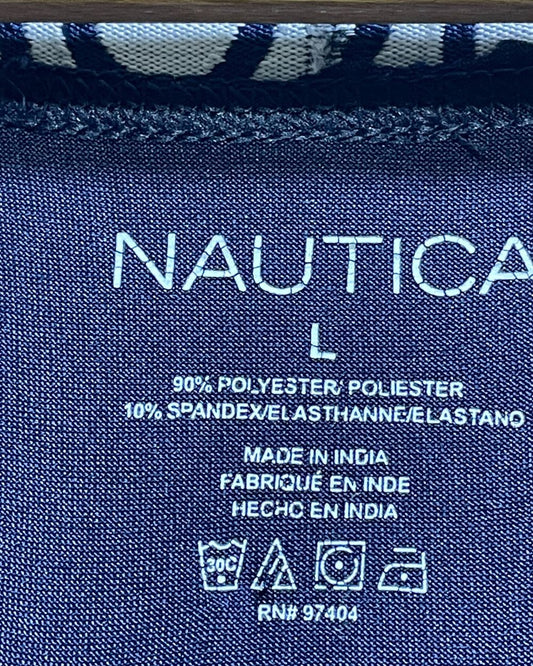 NAUTICA
L
90% POLYESTER/ POLIESTER
10% SPANDEX/ELASTHANNE/ELASTANO
MADE IN INDIA
FABRIQUÉ EN INDE
HECHO EN INDIA
30C
RN# 97404